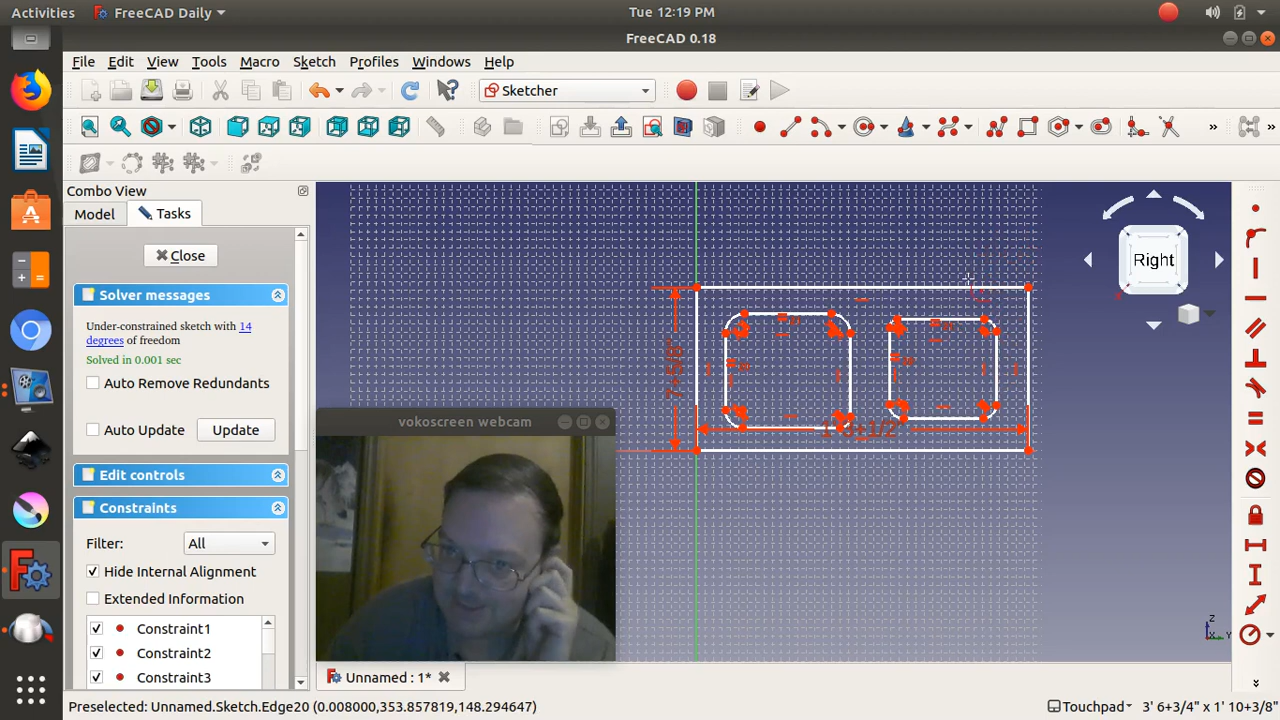 Activities
FreeCAD Daily
Tue 12:19 PM
FreeCAD 0.18
File Edit View Tools Macro Sketch Profiles Windows Help
Sketcher
»
»
Combo View
Model
Tasks
Close
Solver messages
Under-constrained sketch with 14
degrees of freedom
Solved in 0.001 sec
Auto Remove Redundants
Auto Update
Update
Edit controls
Constraints
Filter:
All
Hide Internal Alignment
Extended Information
Constraint1
Constraint2
Constraint3
vokoscreen webcam
Right
Z
X
Y
Unnamed : 1*
Preselected: Unnamed.Sketch.Edge20 (0.008000,353.857819,148.294647)
Touchpad
3' 6+3/4" x 1' 10+3/8"